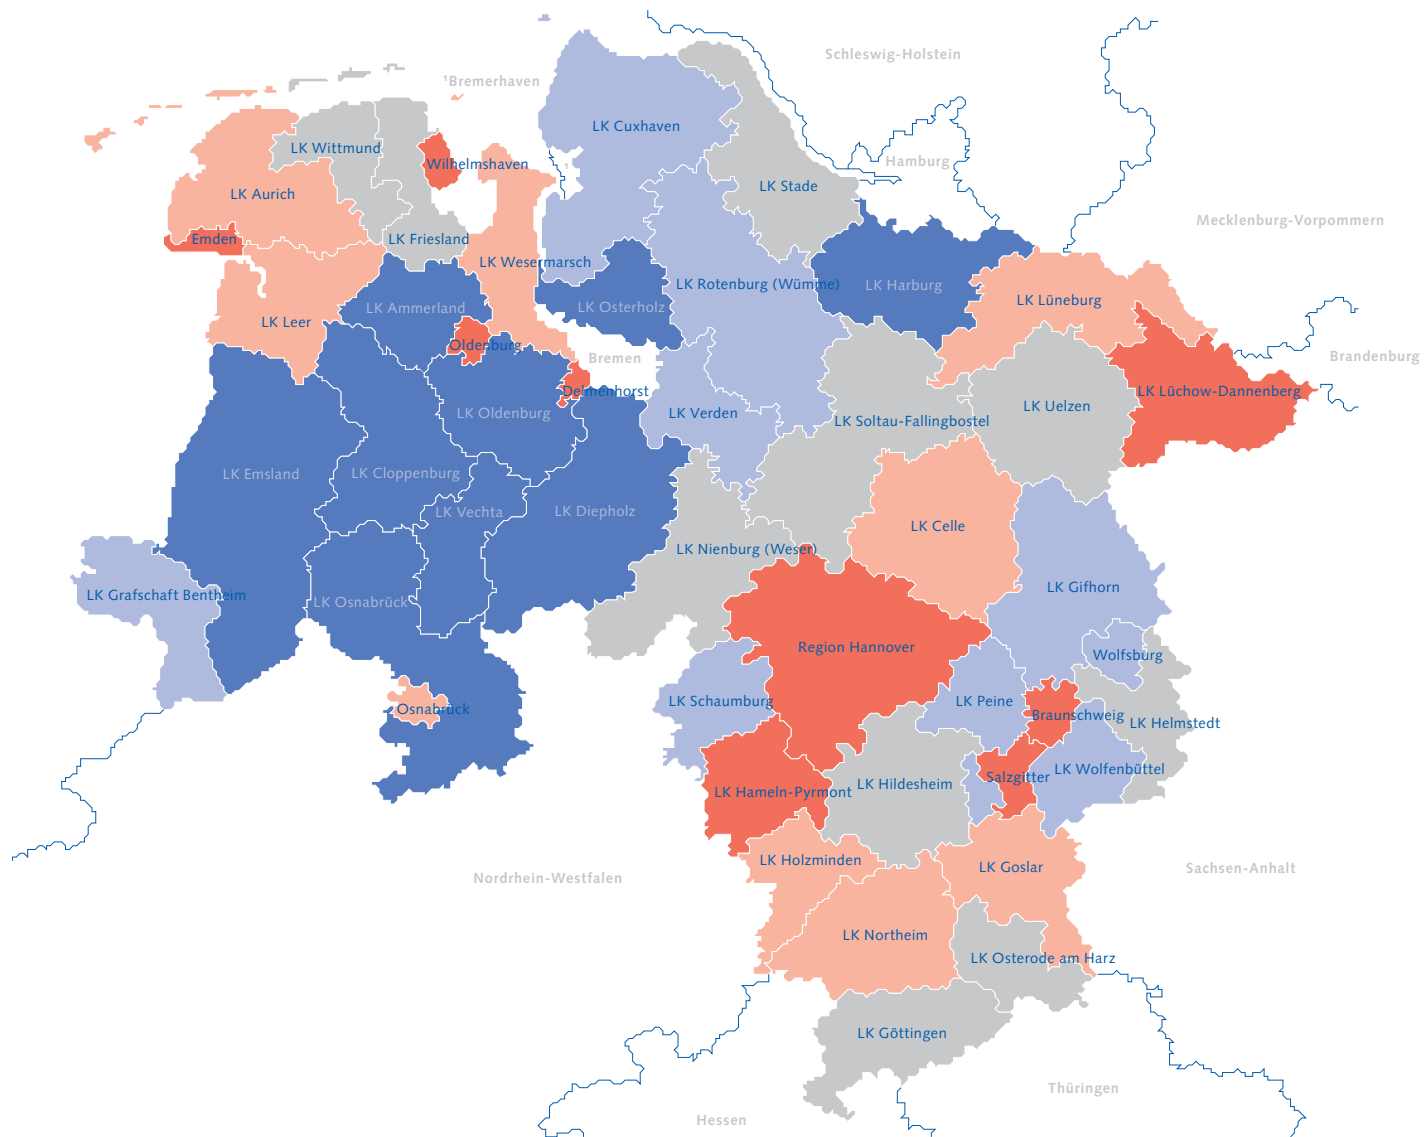 Schleswig-Holstein
¹Bremerhaven
LK Cuxhaven
LK Wittmund
Wilhelmshaven
Hamburg
LK Aurich
LK Stade
Mecklenburg-Vorpommern
Emden
LK Friesland
LK Wesermarsch
LK Rotenburg (Wümme)
LK Harburg
LK Lüneburg
LK Ammerland
LK Osterholz
LK Leer
Oldenburg
Bremen
Brandenburg
Delmenhorst
LK Lüchow-Dannenberg
LK Oldenburg
LK Verden
LK Uelzen
LK Soltau-Fallingbostel
LK Emsland
LK Cloppenburg
LK Vechta
LK Diepholz
LK Celle
LK Nienburg (Weser)
LK Gifhorn
LK Grafschaft Bentheim
LK Osnabrück
Region Hannover
Wolfsburg
LK Schaumburg
LK Peine
Osnabrück
Braunschweig
LK Helmstedt
LK Wolfenbüttel
Salzgitter
LK Hildesheim
LK Hameln-Pyrmont
LK Holzminden
LK Goslar
Sachsen-Anhalt
Nordrhein-Westfalen
LK Northeim
LK Osterode am Harz
LK Göttingen
Thüringen
Hessen